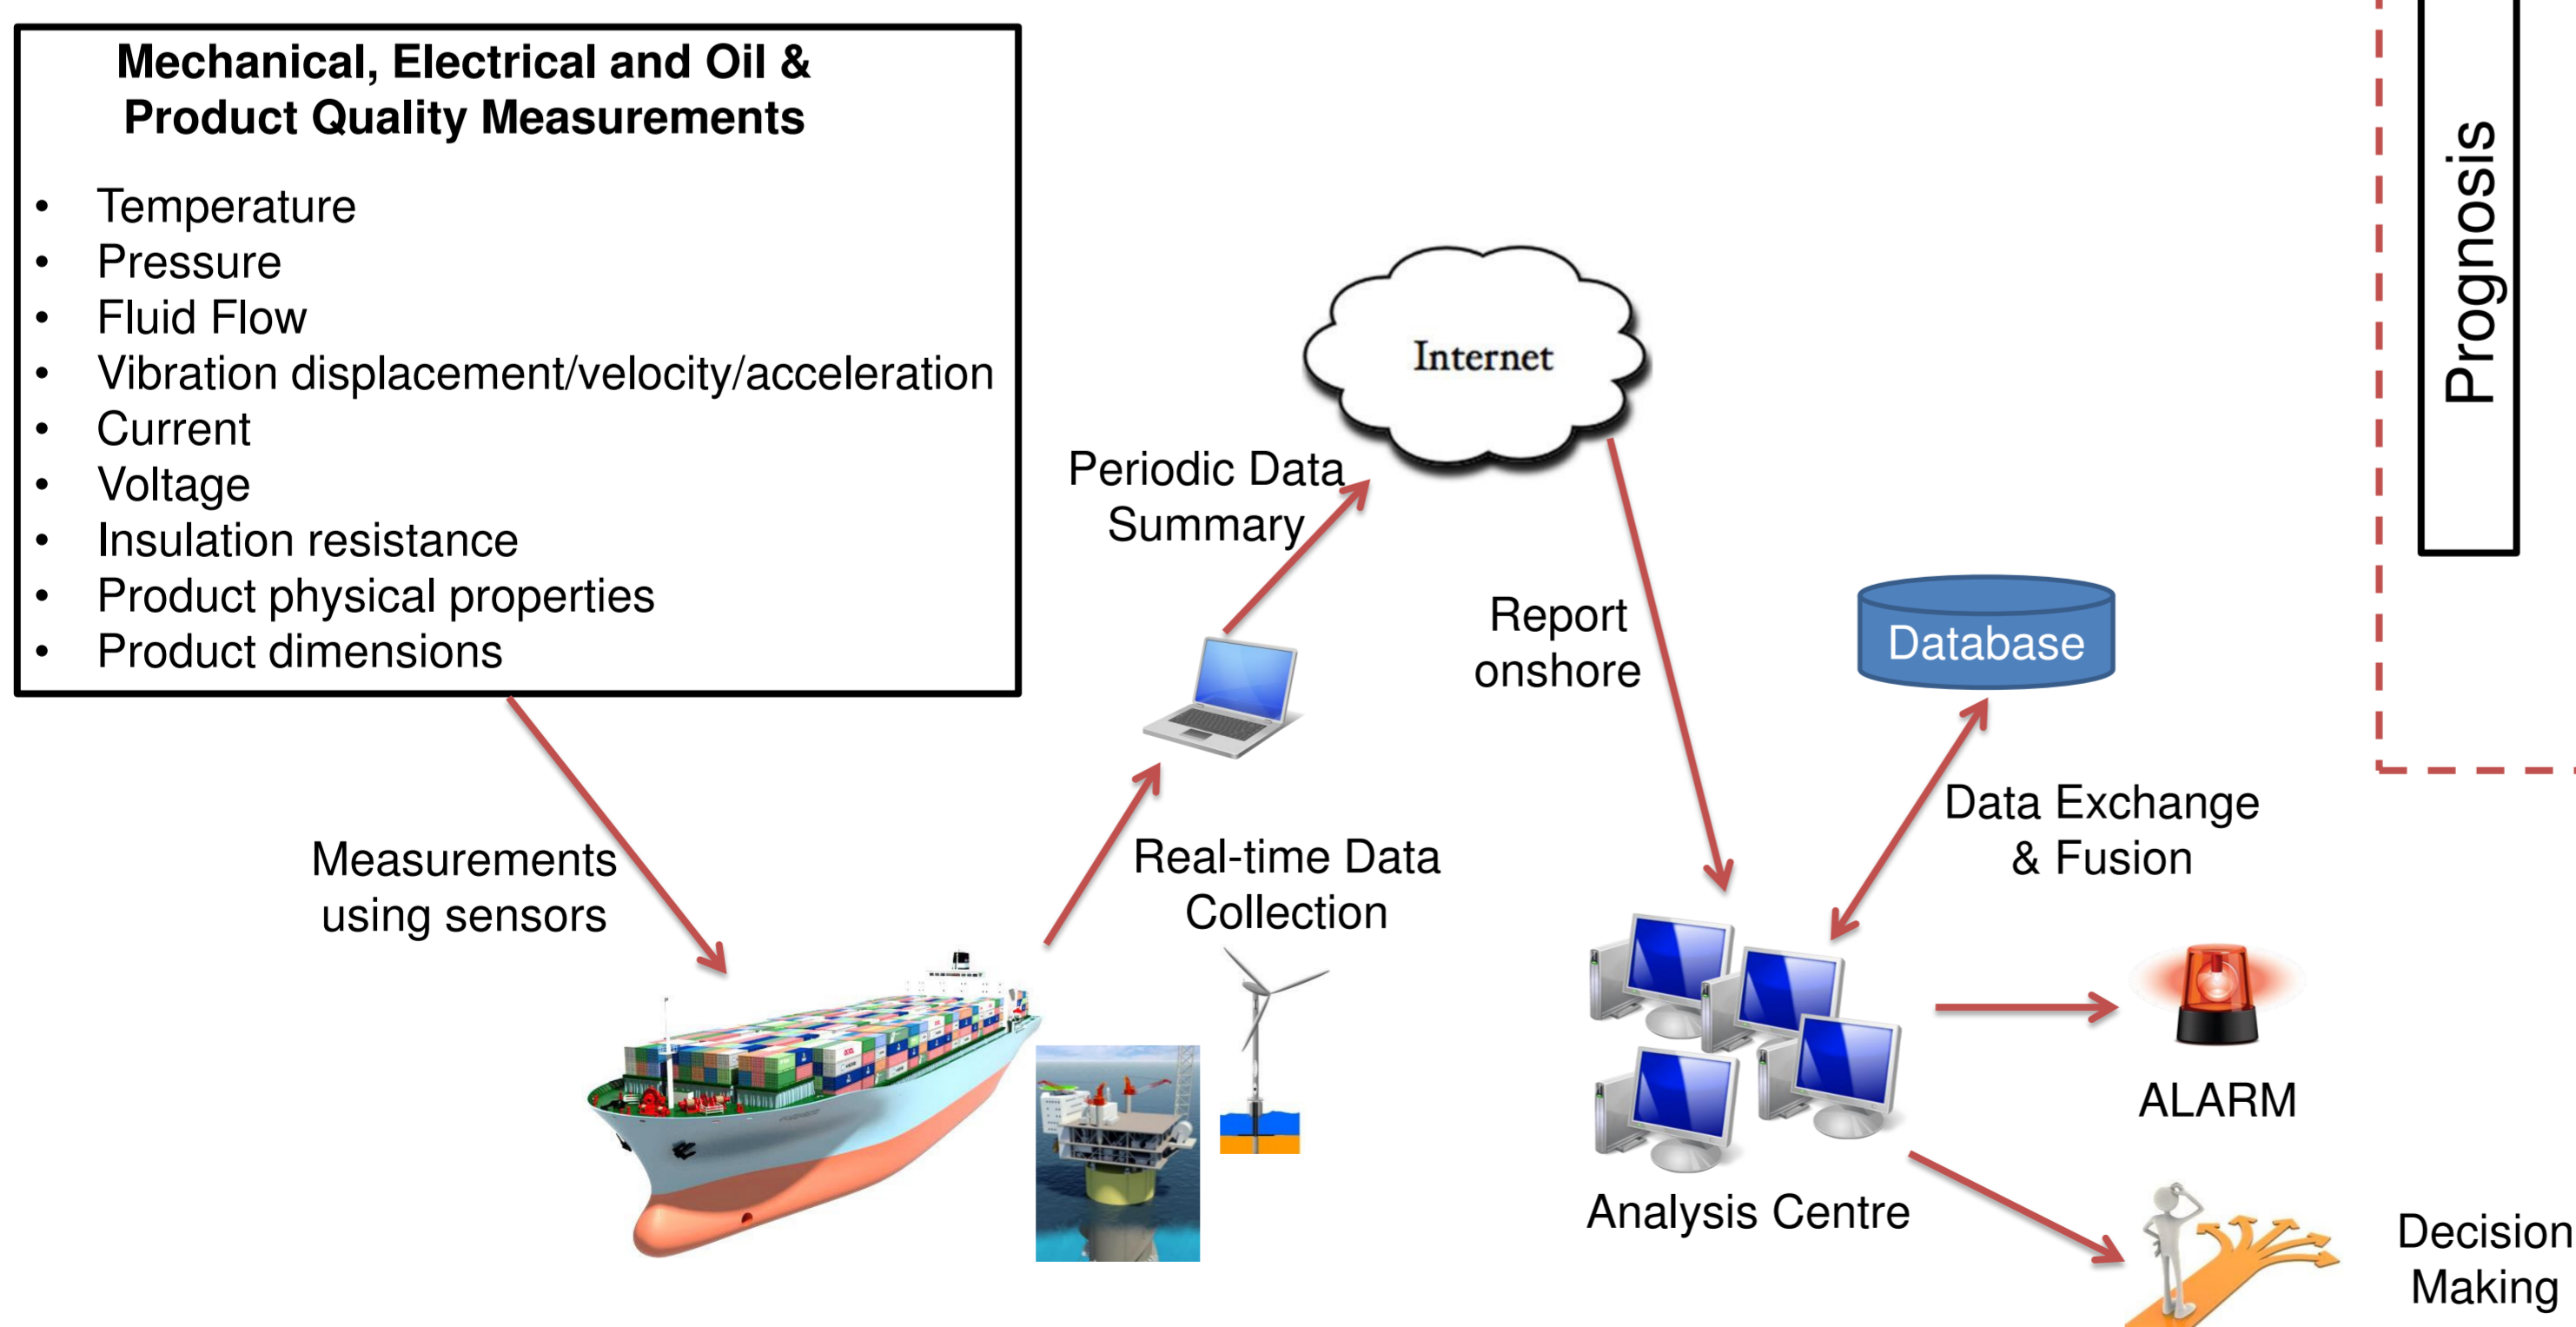 Mechanical, Electrical and Oil &
Product Quality Measurements
• Temperature
• Pressure
• Fluid Flow
• Vibration displacement/velocity/acceleration
• Current
• Voltage
• Insulation resistance
• Product physical properties
• Product dimensions
Measurements
using sensors
Real-time Data
Collection
Periodic Data
Summary
Internet
Report
onshore
Database
Data Exchange
& Fusion
Analysis Centre
ALARM
Decision
Making
Prognosis